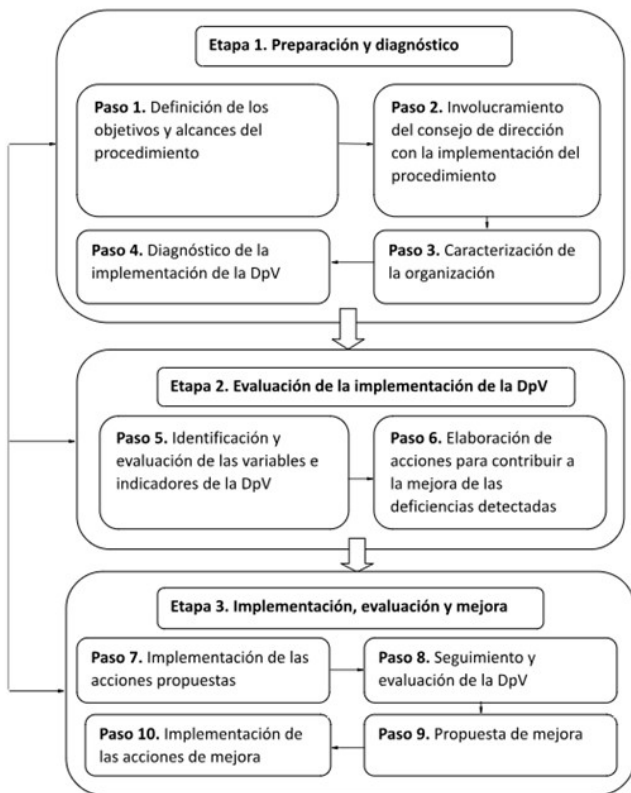 Etapa 1. Preparación y diagnóstico
Paso 1. Definición de los
objetivos y alcances del
procedimiento
Paso 2. Involucramiento
del consejo de dirección
con la implementación del
procedimiento
Paso 3. Caracterización de
la organización
Paso 4. Diagnóstico de la
implementación de la DpV
Etapa 2. Evaluación de la implementación de la DpV
Paso 5. Identificación y
evaluación de las variables e
indicadores de la DpV
Paso 6. Elaboración de
acciones para contribuir a
la mejora de las
deficiencias detectadas
Etapa 3. Implementación, evaluación y mejora
Paso 7. Implementación de las
acciones propuestas
Paso 8. Seguimiento y
evaluación de la DpV
Paso 9. Propuesta de mejora
Paso 10. Implementación de
las acciones de mejora